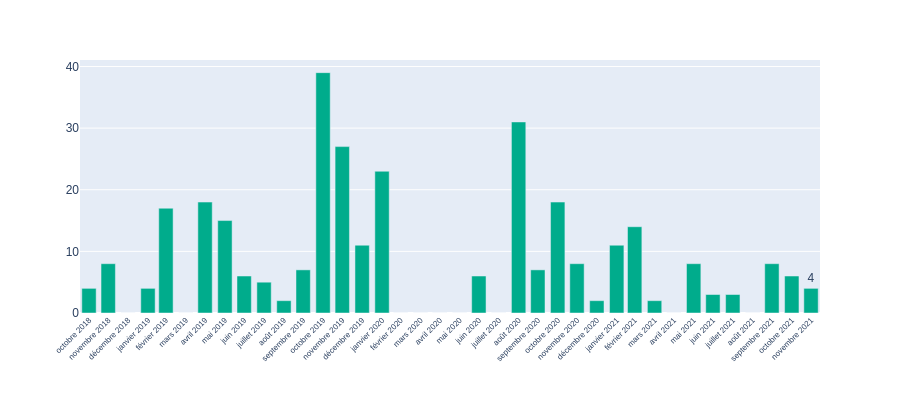 40
30
20
10
0
4
octobre 2018
novembre 2018
décembre 2018
janvier 2019
février 2019
mars 2019
avril 2019
mai 2019
juin 2019
juillet 2019
août 2019
septembre 2019
octobre 2019
novembre 2019
décembre 2019
janvier 2020
février 2020
mars 2020
avril 2020
mai 2020
juin 2020
juillet 2020
août 2020
septembre 2020
octobre 2020
novembre 2020
décembre 2020
janvier 2021
février 2021
mars 2021
avril 2021
mai 2021
juin 2021
juillet 2021
août 2021
septembre 2021
octobre 2021
novembre 2021